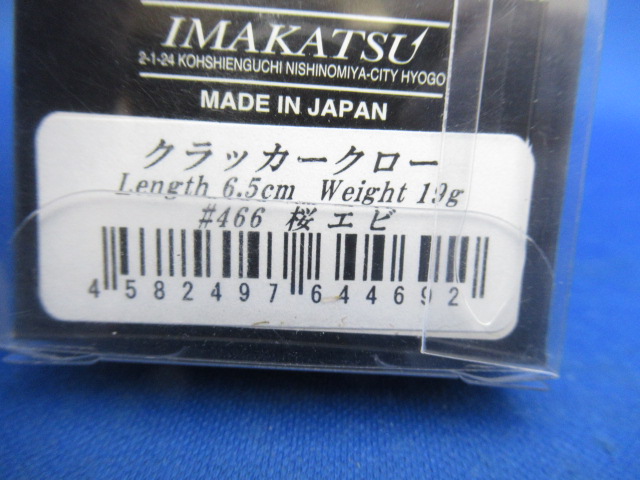 IMAKATSU
2-1-24 KOHSHIENGUCHI NISHINOMIYA-CITY HYOGO
MADE IN JAPAN
クラッカークロー
Length 6.5cm Weight 19g
#466 桜エビ
4 582497 644692